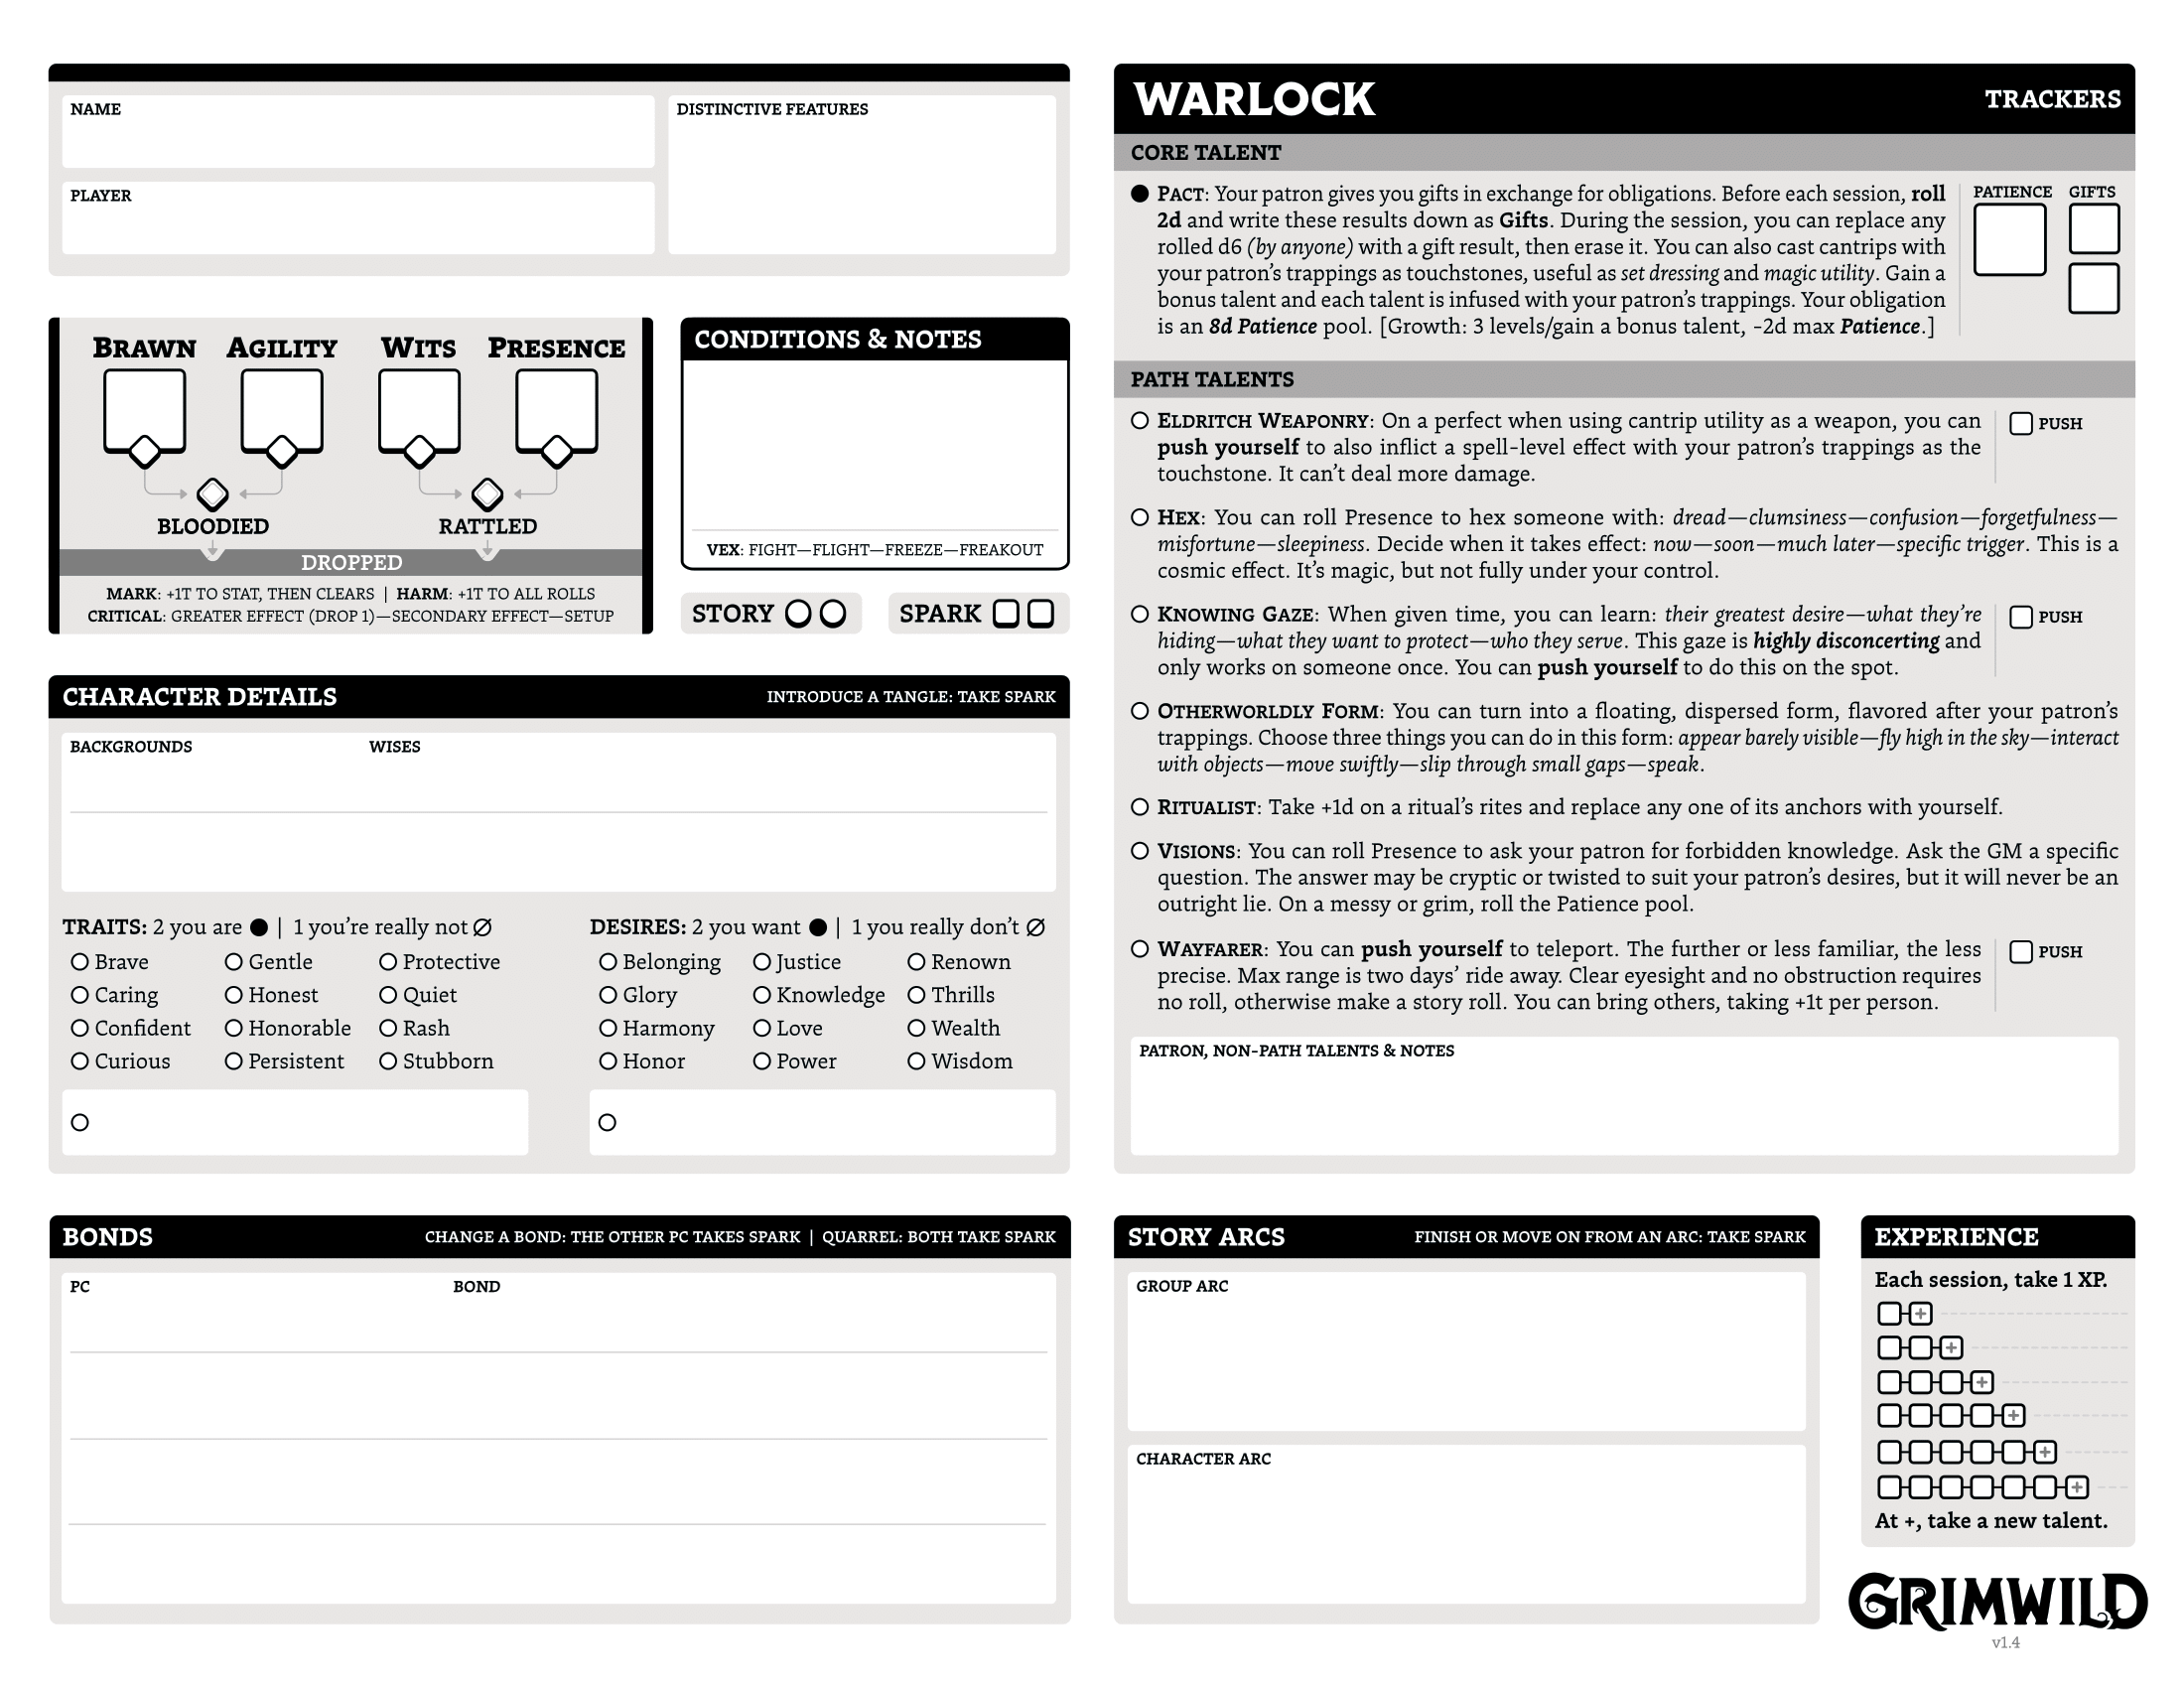 NAME
DISTINCTIVE FEATURES
PLAYER
BRAWN AGILITY WITS PRESENCE
BLOODIED RATTLED
DROPPED
MARK: +1T TO STAT, THEN CLEARS | HARM: +1T TO ALL ROLLS
CRITICAL: GREATER EFFECT (DROP 1)—SECONDARY EFFECT—SETUP
CONDITIONS & NOTES
VEX: FIGHT—FLIGHT—FREEZE—FREAKOUT
STORY SPARK
CHARACTER DETAILS INTRODUCE A TANGLE: TAKE SPARK
BACKGROUNDS WISES
TRAITS: 2 you are ● | 1 you're really not Ø
Brave Gentle Protective
Caring Honest Quiet
Confident Honorable Rash
Curious Persistent Stubborn
DESIRES: 2 you want ● | 1 you really don't Ø
Belonging Justice Renown
Glory Knowledge Thrills
Harmony Love Wealth
Honor Power Wisdom
BONDS CHANGE A BOND: THE OTHER PC TAKES SPARK | QUARREL: BOTH TAKE SPARK
PC BOND
WARLOCK TRACKERS
CORE TALENT
PACT: Your patron gives you gifts in exchange for obligations. Before each session, roll
2d and write these results down as Gifts. During the session, you can replace any
rolled d6 (by anyone) with a gift result, then erase it. You can also cast cantrips with
your patron's trappings as touchstones, useful as set dressing and magic utility. Gain a
bonus talent and each talent is infused with your patron's trappings. Your obligation
is an 8d Patience pool. [Growth: 3 levels/gain a bonus talent, -2d max Patience.]
PATIENCE GIFTS
PATH TALENTS
ELDRITCH WEAPONRY: On a perfect when using cantrip utility as a weapon, you can
push yourself to also inflict a spell-level effect with your patron's trappings as the
touchstone. It can't deal more damage.
PUSH
HEX: You can roll Presence to hex someone with: dread—clumsiness—confusion—forgetfulness—
misfortune—sleepiness. Decide when it takes effect: now—soon—much later—specific trigger. This is a
cosmic effect. It's magic, but not fully under your control.
KNOWING GAZE: When given time, you can learn: their greatest desire—what they're
hiding—what they want to protect—who they serve. This gaze is highly disconcerting and
only works on someone once. You can push yourself to do this on the spot.
PUSH
OTHERWORLDLY FORM: You can turn into a floating, dispersed form, flavored after your patron's
trappings. Choose three things you can do in this form: appear barely visible—fly high in the sky—interact
with objects—move swiftly—slip through small gaps—speak.
RITUALIST: Take +1d on a ritual's rites and replace any one of its anchors with yourself.
VISIONS: You can roll Presence to ask your patron for forbidden knowledge. Ask the GM a specific
question. The answer may be cryptic or twisted to suit your patron's desires, but it will never be an
outright lie. On a messy or grim, roll the Patience pool.
WAYFARER: You can push yourself to teleport. The further or less familiar, the less
precise. Max range is two days' ride away. Clear eyesight and no obstruction requires
no roll, otherwise make a story roll. You can bring others, taking +1t per person.
PUSH
PATRON, NON-PATH TALENTS & NOTES
STORY ARCS FINISH OR MOVE ON FROM AN ARC: TAKE SPARK
GROUP ARC
CHARACTER ARC
EXPERIENCE
Each session, take 1 XP.
+
+
+
+
+
+
At +, take a new talent.
GRIMWILD
v1.4